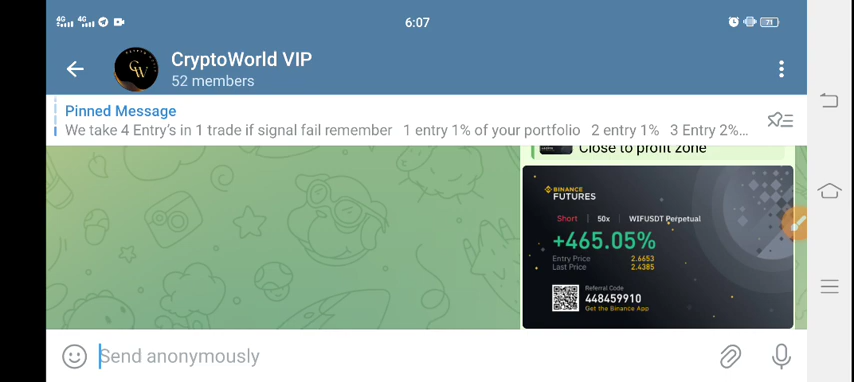 4G 4G 6:07 71
CryptoWorld VIP
52 members
Pinned Message
We take 4 Entry's in 1 trade if signal fail remember 1 entry 1% of your portfolio 2 entry 1% 3 Entry 2%...
Close to profit zone
BINANCE
FUTURES
Short | 50x | WIFUSDT Perpetual
+465.05%
Entry Price 2.6653
Last Price 2.4385
Referral Code
448459910
Get the Binance App
Send anonymously